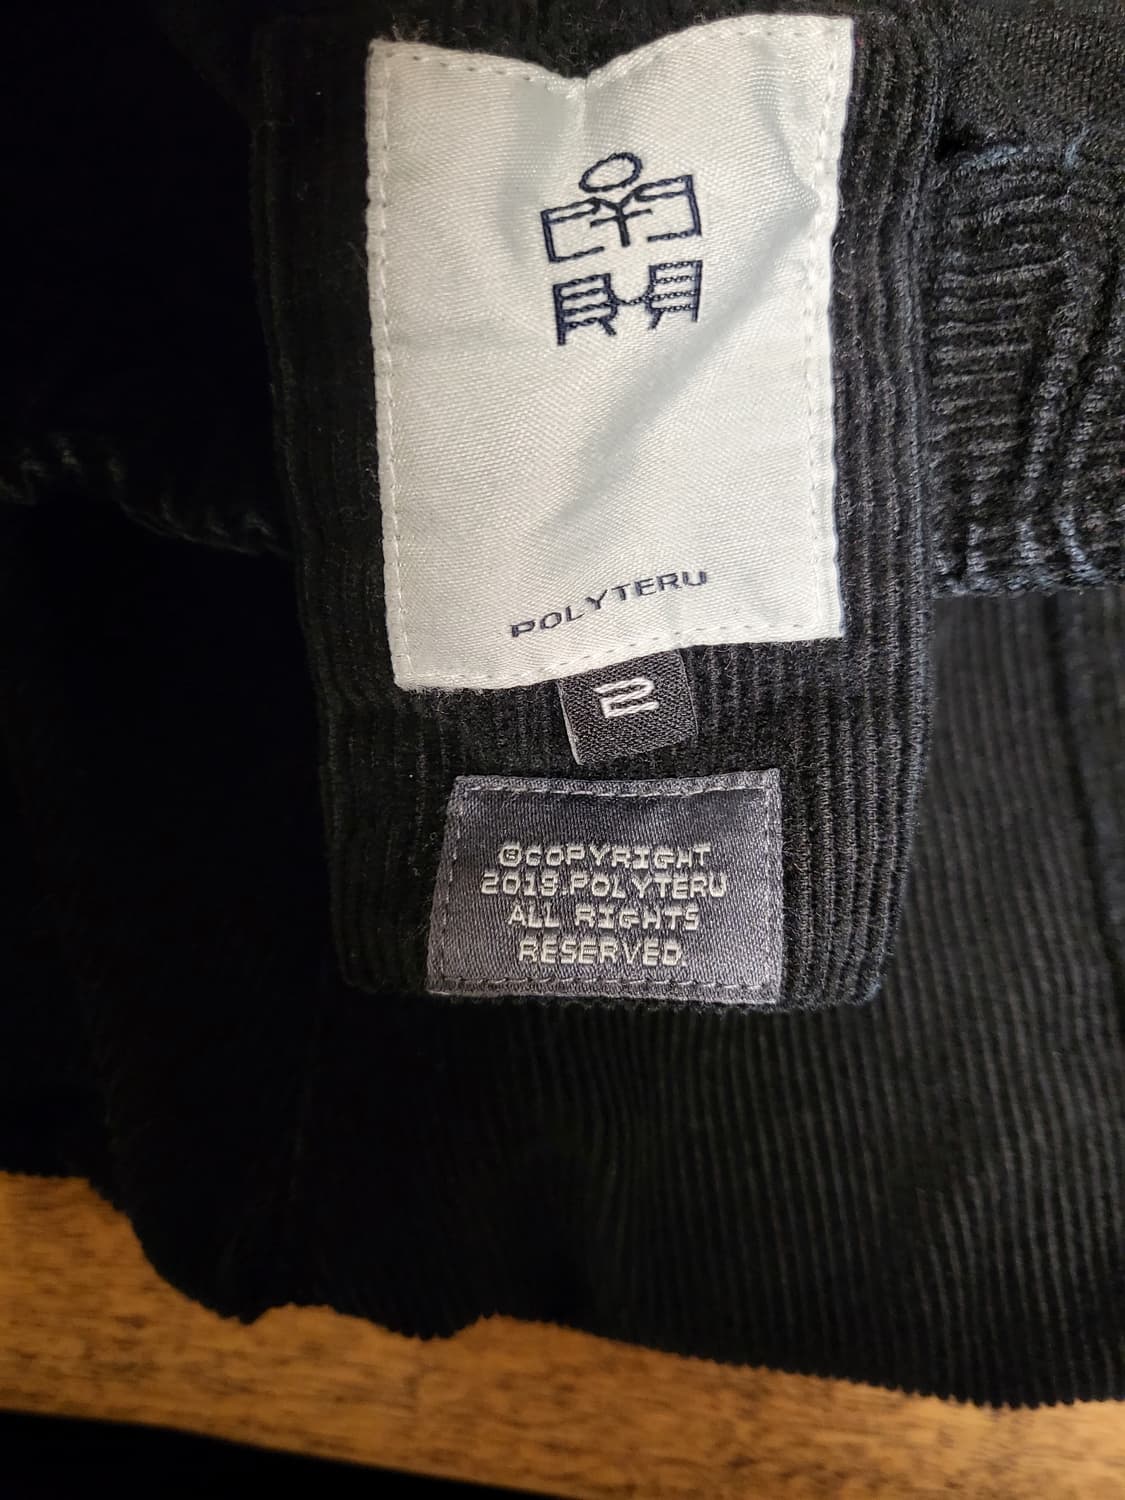 POLYTERU
2
©COPYRIGHT
2019.POLYTERU
ALL RIGHTS
RESERVED.